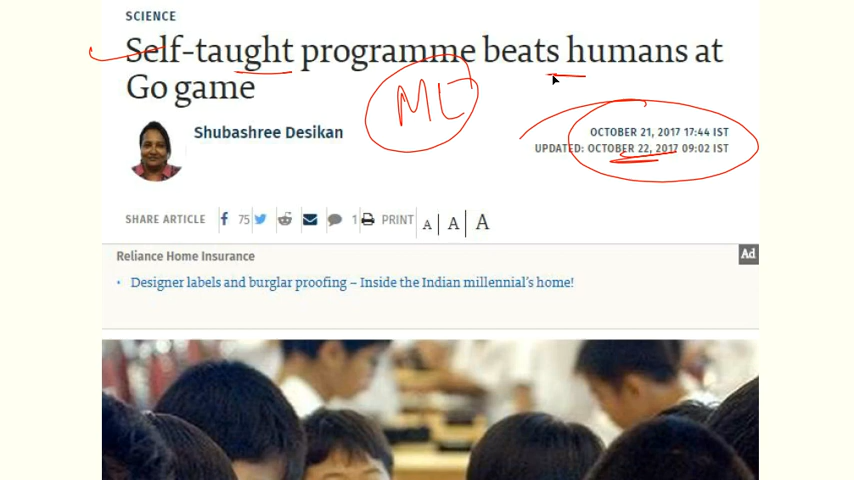 SCIENCE
Self-taught programme beats humans at
Go game
ML
Shubashree Desikan
OCTOBER 21, 2017 17:44 IST
UPDATED: OCTOBER 22, 2017 09:02 IST
SHARE ARTICLE 75 1 PRINT A A A
Reliance Home Insurance
Ad
Designer labels and burglar proofing – Inside the Indian millennial's home!